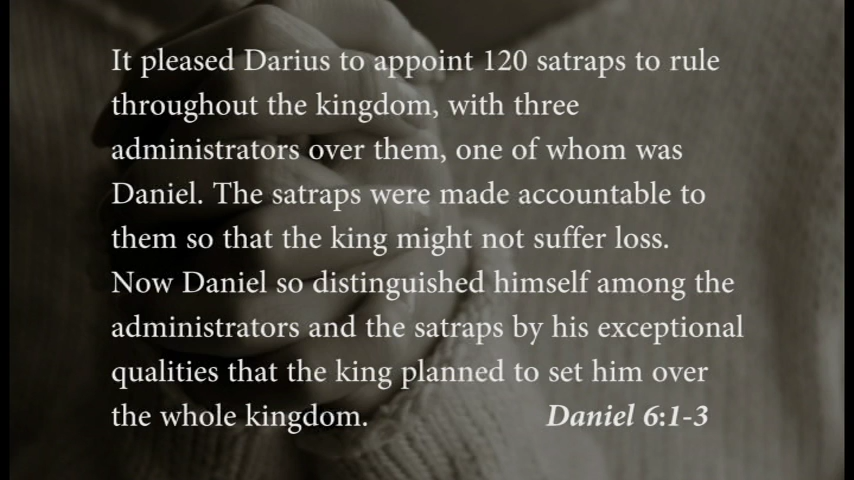 It pleased Darius to appoint 120 satraps to rule
throughout the kingdom, with three
administrators over them, one of whom was
Daniel. The satraps were made accountable to
them so that the king might not suffer loss.
Now Daniel so distinguished himself among the
administrators and the satraps by his exceptional
qualities that the king planned to set him over
the whole kingdom. Daniel 6:1-3